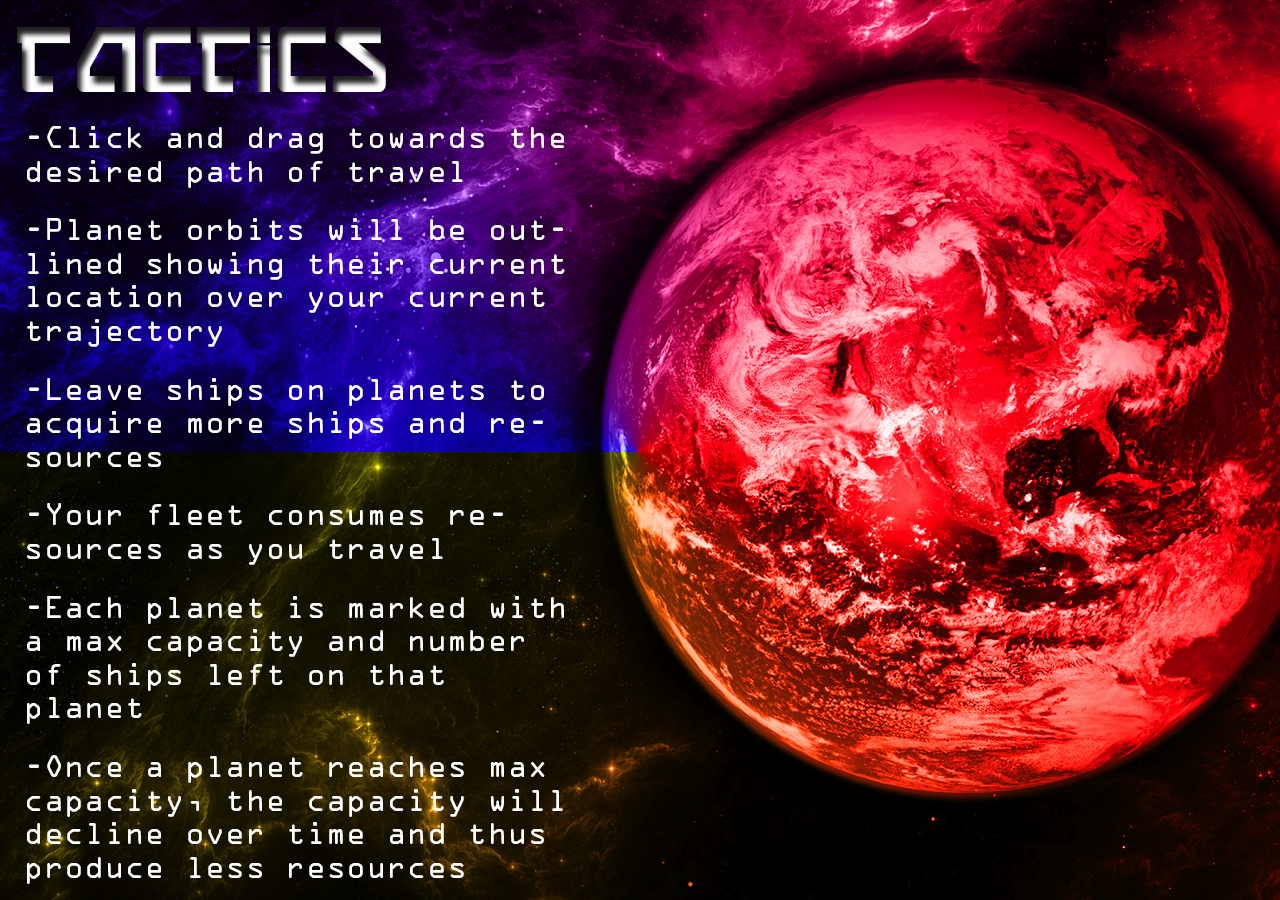 TACTICS
-Click and drag towards the
desired path of travel
-Planet orbits will be out-
lined showing their current
location over your current
trajectory
-Leave ships on planets to
acquire more ships and re-
sources
-Your fleet consumes re-
sources as you travel
-Each planet is marked with
a max capacity and number
of ships left on that
planet
-Once a planet reaches max
capacity, the capacity will
decline over time and thus
produce less resources